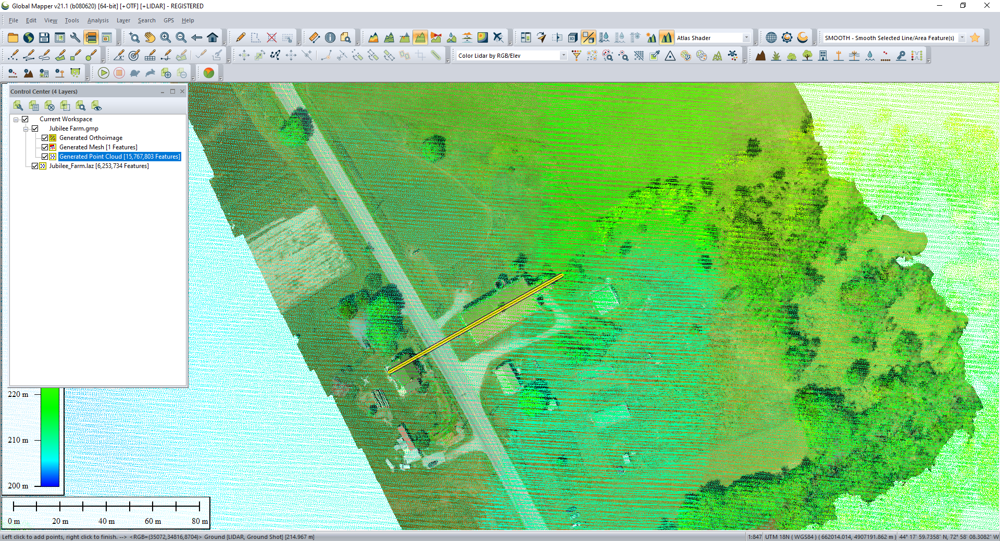 Global Mapper v21.1 (b080620) [64-bit] [+OTF] [+LIDAR] - REGISTERED
File Edit View Tools Analysis Layer Search GPS Help
3D Atlas Shader SMOOTH - Smooth Selected Line/Area Feature(s)
Color Lidar by RGB/Elev
Control Center (4 Layers)
Current Workspace
Jubilee Farm.gmp
Generated Orthoimage
Generated Mesh [1 Features]
Generated Point Cloud [15,767,803 Features]
Jubilee_Farm.laz [6,253,734 Features]
220 m
210 m
200 m
0 m 20 m 40 m 60 m 80 m
Left click to add points, right click to finish. --> <RGB=(35072,34816,8704)> Ground [LIDAR, Ground Shot] [214.967 m] 1:847 UTM 18N ( WGS84 ) ( 662014.014, 4907191.862 m ) 44° 17' 59.7358" N, 72° 58' 08.3082" W